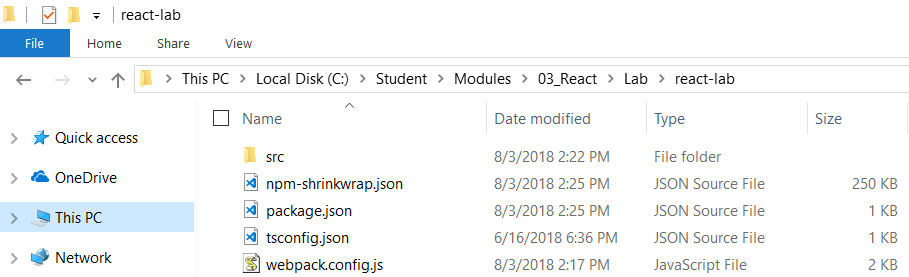 react-lab
File Home Share View
This PC Local Disk (C:) Student Modules 03_React Lab react-lab
Name Date modified Type Size
Quick access
OneDrive
This PC
Network
src 8/3/2018 2:22 PM File folder
npm-shrinkwrap.json 8/3/2018 2:25 PM JSON Source File 250 KB
package.json 8/3/2018 2:25 PM JSON Source File 1 KB
tsconfig.json 6/16/2018 6:36 PM JSON Source File 1 KB
webpack.config.js 8/3/2018 2:17 PM JavaScript File 2 KB